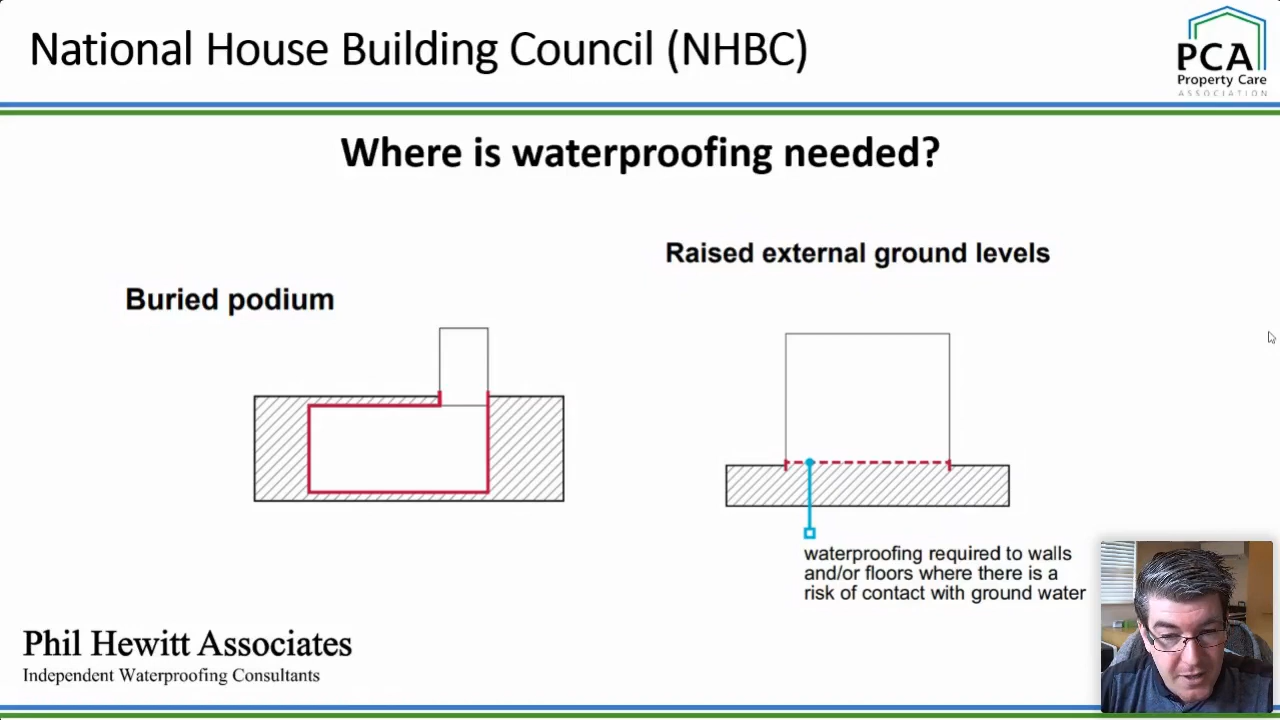 National House Building Council (NHBC)
PCA
Property Care
ASSOCIATION
Where is waterproofing needed?
Raised external ground levels
Buried podium
waterproofing required to walls
and/or floors where there is a
risk of contact with ground water
Phil Hewitt Associates
Independent Waterproofing Consultants